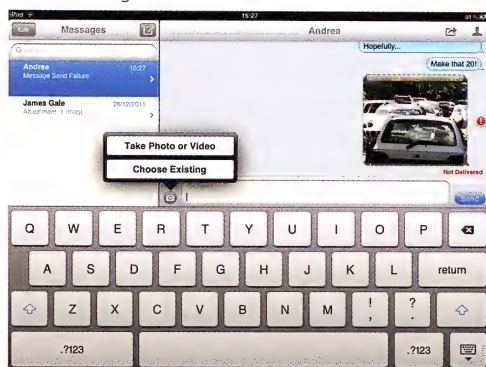 iPad
15:27
Edit
Messages
Andrea
Andrea 15:27
Message Send Failure
James Gale 26/12/2011
Attachment: 1 Image
Hopefully...
Make that 20!
Not Delivered
Take Photo or Video
Choose Existing
Send
Q W E R T Y U I O P
A S D F G H J K L return
Z X C V B N M ! , ? .
.?123 .?123